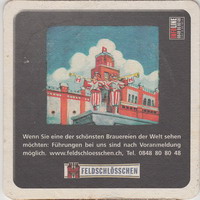 LINE
Wenn Sie eine der schönsten Brauereien der Welt sehen
möchten: Führungen bei uns sind nach Voranmeldung
möglich. www.feldschloesschen.ch, Tel. 0848 80 80 48
FELDSCHLÖSSCHEN